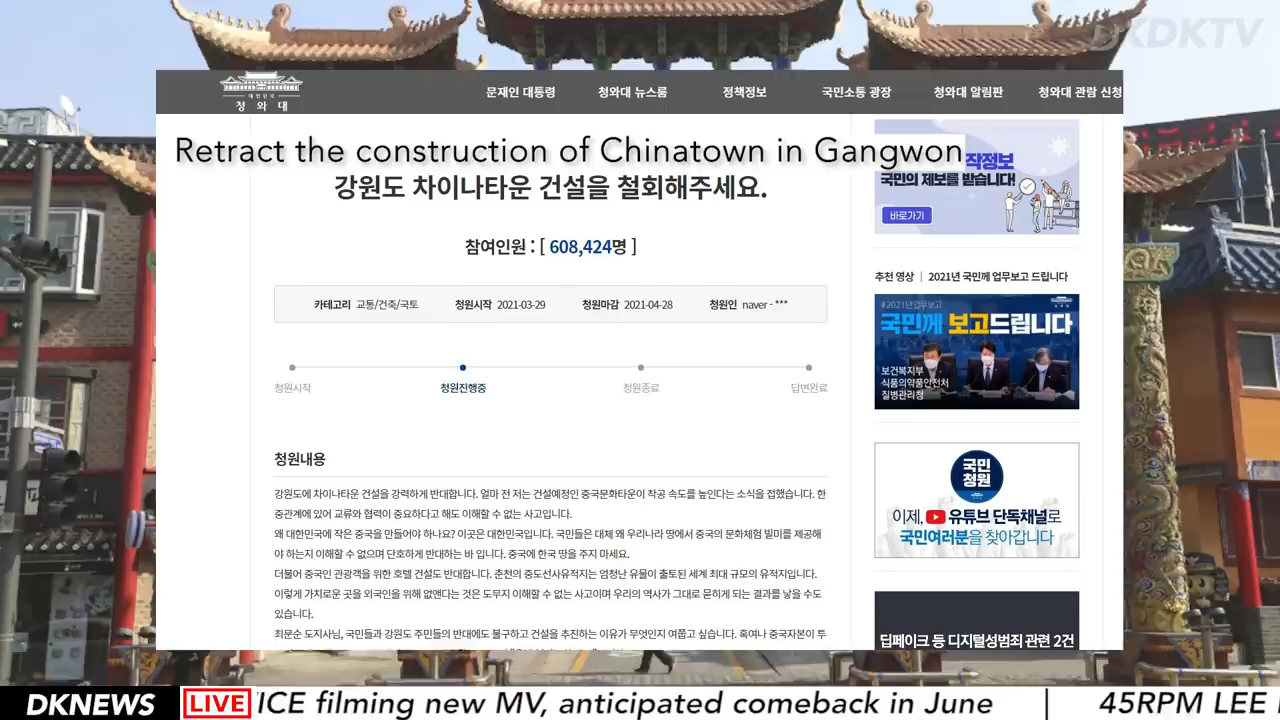 DKDKTV
대한민국
청 와 대
문재인 대통령 청와대 뉴스룸 정책정보 국민소통 광장 청와대 알림판 청와대 관람 신청
Retract the construction of Chinatown in Gangwon
강원도 차이나타운 건설을 철회해주세요.
참여인원 : [ 608,424명 ]
카테고리 교통/건축/국토 청원시작 2021-03-29 청원마감 2021-04-28 청원인 naver - ***
청원시작 청원진행중 청원종료 답변완료
청원내용
강원도에 차이나타운 건설을 강력하게 반대합니다. 얼마 전 저는 건설예정인 중국문화타운이 착공 속도를 높인다는 소식을 접했습니다. 한
중관계에 있어 교류와 협력이 중요하다고 해도 이해할 수 없는 사고입니다.
왜 대한민국에 작은 중국을 만들어야 하나요? 이곳은 대한민국입니다. 국민들은 대체 왜 우리나라 땅에서 중국의 문화체험 빌미를 제공해
야 하는지 이해할 수 없으며 단호하게 반대하는 바 입니다. 중국에 한국 땅을 주지 마세요.
더불어 중국인 관광객을 위한 호텔 건설도 반대합니다. 춘천의 중도선사유적지는 엄청난 유물이 출토된 세계 최대 규모의 유적지입니다.
이렇게 가치로운 곳을 외국인을 위해 없앤다는 것은 도무지 이해할 수 없는 사고이며 우리의 역사가 그대로 묻히게 되는 결과를 낳을 수도
있습니다.
최문순 도지사님, 국민들과 강원도 주민들의 반대에도 불구하고 건설을 추진하는 이유가 무엇인지 여쭙고 싶습니다. 혹여나 중국자본이 투
작정보
국민의 제보를 받습니다!
바로가기
추천 영상 | 2021년 국민께 업무보고 드립니다
#2021년업무보고
국민께 보고드립니다
보건복지부
식품의약품안전처
질병관리청
국민
청원
이제, 유튜브 단독채널로
국민여러분을 찾아갑니다
딥페이크 등 디지털성범죄 관련 2건
DKNEWS LIVE ICE filming new MV, anticipated comeback in June | 45RPM LEE